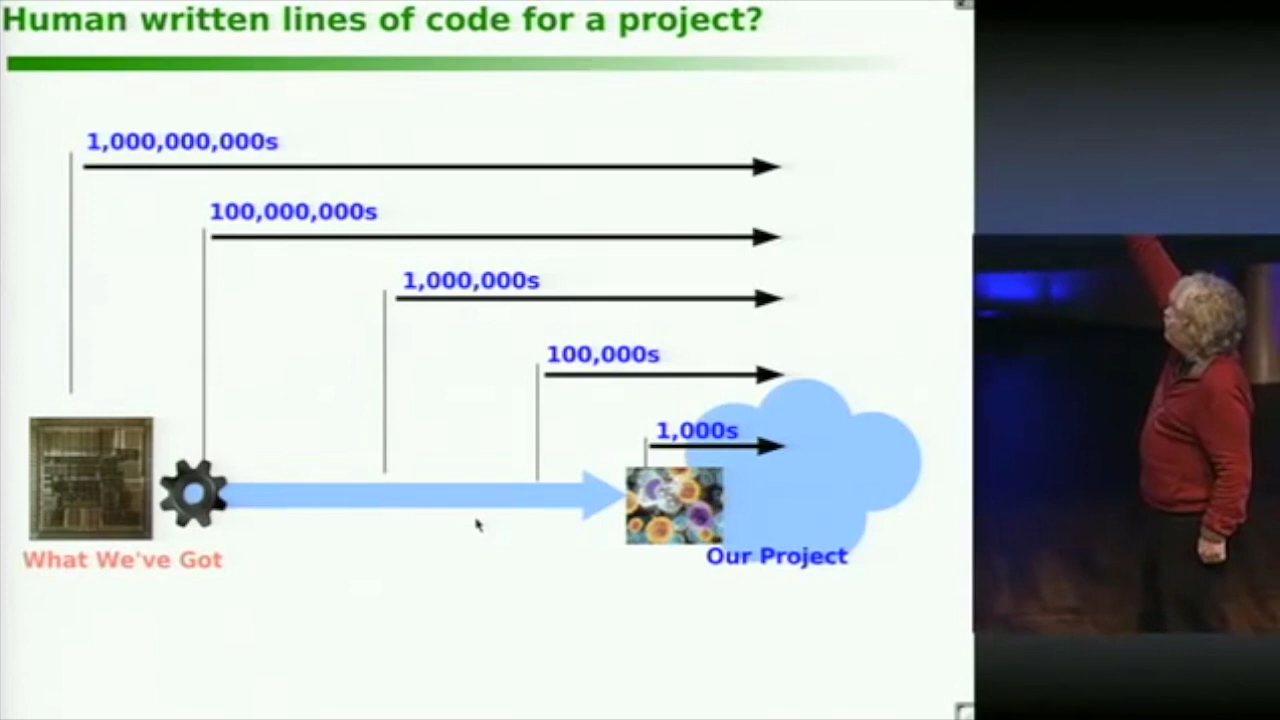 Human written lines of code for a project?
1,000,000,000s
100,000,000s
1,000,000s
100,000s
1,000s
What We've Got
Our Project